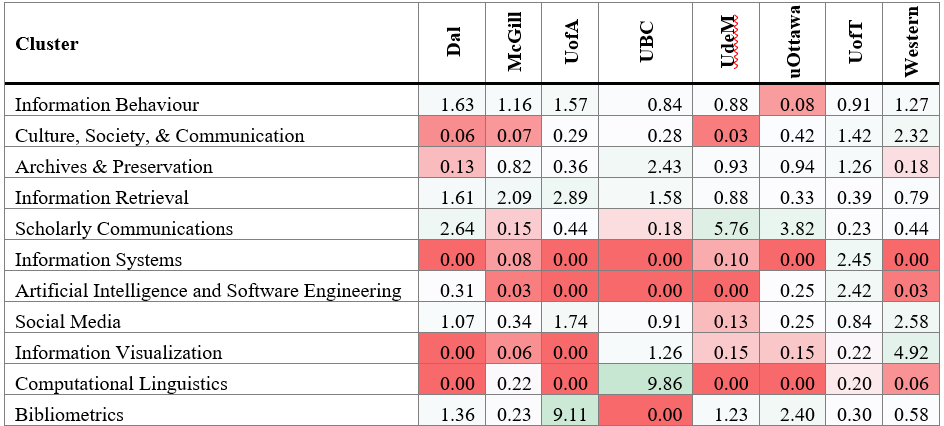 Cluster Dal McGill UofA UBC UdeM uOttawa UofT Western
Information Behaviour 1.63 1.16 1.57 0.84 0.88 0.08 0.91 1.27
Culture, Society, & Communication 0.06 0.07 0.29 0.28 0.03 0.42 1.42 2.32
Archives & Preservation 0.13 0.82 0.36 2.43 0.93 0.94 1.26 0.18
Information Retrieval 1.61 2.09 2.89 1.58 0.88 0.33 0.39 0.79
Scholarly Communications 2.64 0.15 0.44 0.18 5.76 3.82 0.23 0.44
Information Systems 0.00 0.08 0.00 0.00 0.10 0.00 2.45 0.00
Artificial Intelligence and Software Engineering 0.31 0.03 0.00 0.00 0.00 0.25 2.42 0.03
Social Media 1.07 0.34 1.74 0.91 0.13 0.25 0.84 2.58
Information Visualization 0.00 0.06 0.00 1.26 0.15 0.15 0.22 4.92
Computational Linguistics 0.00 0.22 0.00 9.86 0.00 0.00 0.20 0.06
Bibliometrics 1.36 0.23 9.11 0.00 1.23 2.40 0.30 0.58